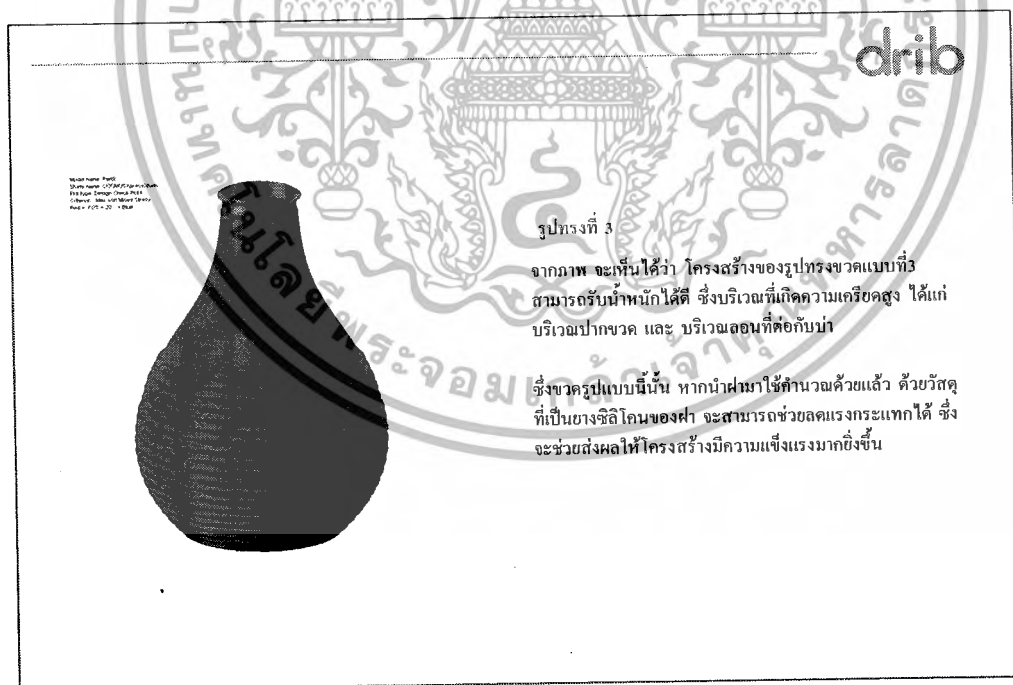 drib
Model name: Part2
รูปทรงที่ 3
จากภาพ จะเห็นได้ว่า โครงสร้างของรูปทรงขวดแบบที่3
สามารถรับน้ำหนักได้ดี ซึ่งบริเวณที่เกิดความเครียดสูง ได้แก่
บริเวณปากขวด และ บริเวณลอนที่ต่อกับบ่า
ซึ่งขวดรูปแบบนี้นั้น หากนำฝามาใช้คำนวณด้วยแล้ว ด้วยวัสดุ
ที่เป็นยางซิลิโคนของฝา จะสามารถช่วยลดแรงกระแทกได้ ซึ่ง
จะช่วยส่งผลให้โครงสร้างมีความแข็งแรงมากยิ่งขึ้น